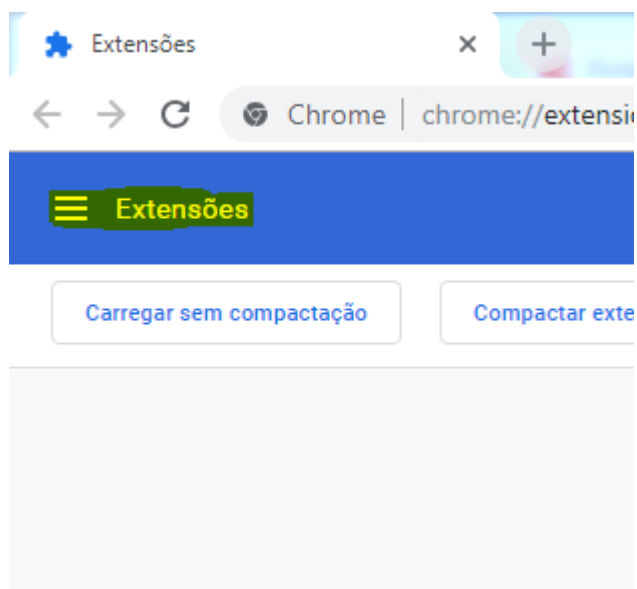 Extensões
Chrome | chrome://extensi
Extensões
Carregar sem compactação
Compactar exte